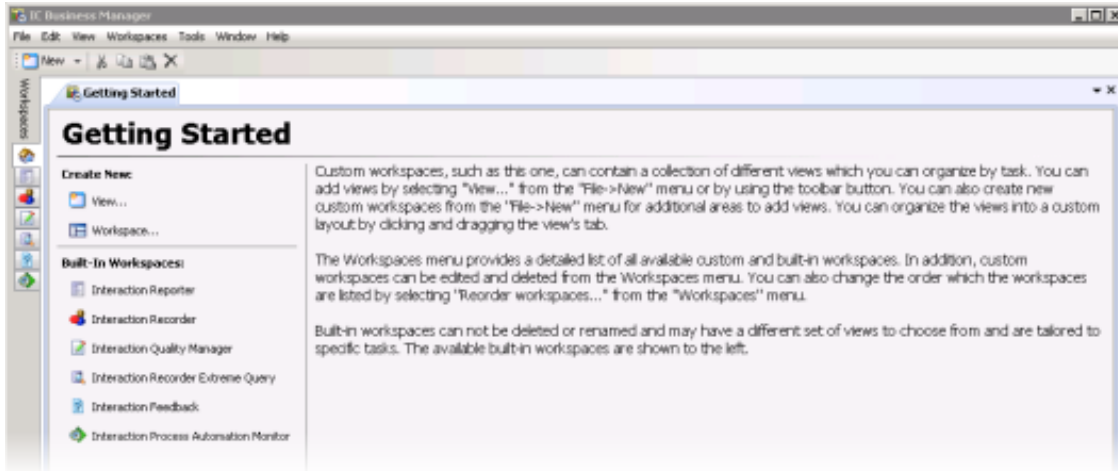 IC Business Manager
File Edit View Workspaces Tools Window Help
New
Workspaces
Getting Started
Getting Started
Create New:
View...
Workspace...
Built-In Workspaces:
Interaction Reporter
Interaction Recorder
Interaction Quality Manager
Interaction Recorder Extreme Query
Interaction Feedback
Interaction Process Automation Monitor
Custom workspaces, such as this one, can contain a collection of different views which you can organize by task. You can
add views by selecting "View..." from the "File->New" menu or by using the toolbar button. You can also create new
custom workspaces from the "File->New" menu for additional areas to add views. You can organize the views into a custom
layout by clicking and dragging the view's tab.
The Workspaces menu provides a detailed list of all available custom and built-in workspaces. In addition, custom
workspaces can be edited and deleted from the Workspaces menu. You can also change the order which the workspaces
are listed by selecting "Reorder workspaces..." from the "Workspaces" menu.
Built-in workspaces can not be deleted or renamed and may have a different set of views to choose from and are tailored to
specific tasks. The available built-in workspaces are shown to the left.